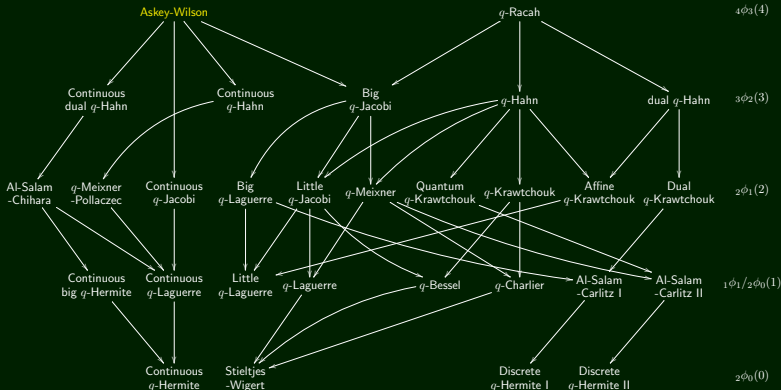 Askey-Wilson
q-Racah
₄ϕ₃(4)
Continuous
dual q-Hahn
Continuous
q-Hahn
Big
q-Jacobi
q-Hahn
dual q-Hahn
₃ϕ₂(3)
Al-Salam
-Chihara
q-Meixner
-Pollaczec
Continuous
q-Jacobi
Big
q-Laguerre
Little
q-Jacobi
q-Meixner
Quantum
q-Krawtchouk
q-Krawtchouk
Affine
q-Krawtchouk
Dual
q-Krawtchouk
₂ϕ₁(2)
Continuous
big q-Hermite
Continuous
q-Laguerre
Little
q-Laguerre
q-Laguerre
q-Bessel
q-Charlier
Al-Salam
-Carlitz I
Al-Salam
-Carlitz II
₁ϕ₁/₂ϕ₀(1)
Continuous
q-Hermite
Stieltjes
-Wigert
Discrete
q-Hermite I
Discrete
q-Hermite II
₂ϕ₀(0)